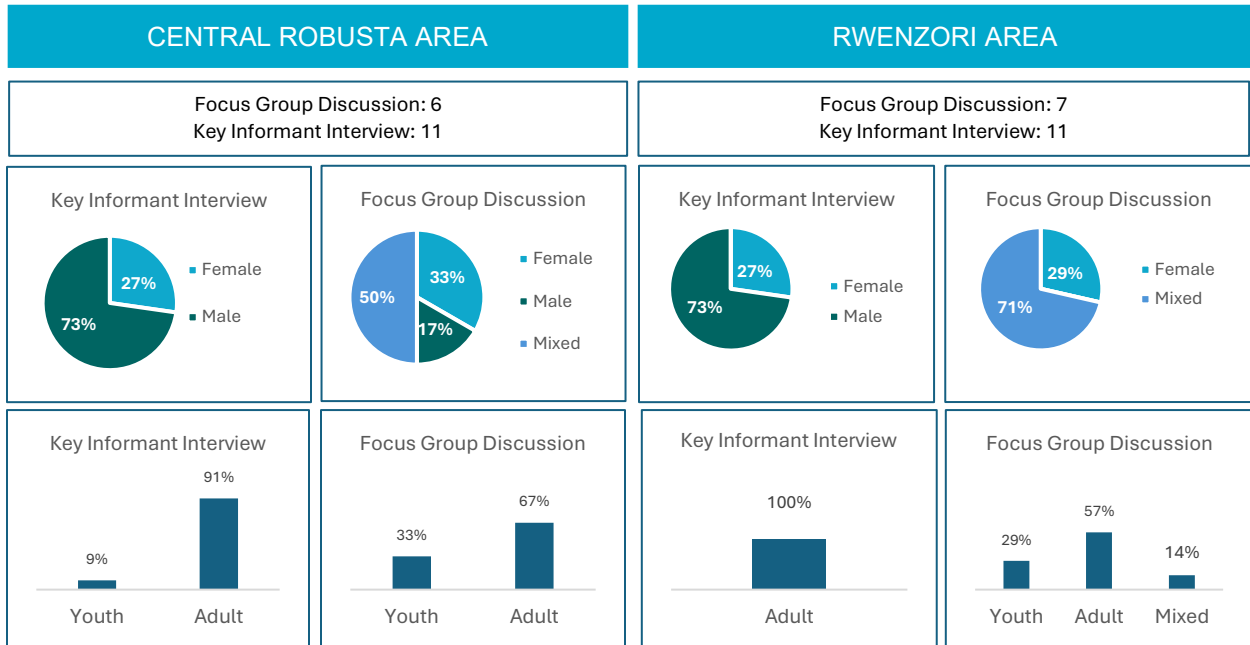 CENTRAL ROBUSTA AREA
Focus Group Discussion: 6
Key Informant Interview: 11
Key Informant Interview
27%
73%
Female
Male
Focus Group Discussion
33%
17%
50%
Female
Male
Mixed
Key Informant Interview
9%
91%
Youth
Adult
Focus Group Discussion
33%
67%
Youth
Adult
RWENZORI AREA
Focus Group Discussion: 7
Key Informant Interview: 11
Key Informant Interview
27%
73%
Female
Male
Focus Group Discussion
29%
71%
Female
Mixed
Key Informant Interview
100%
Adult
Focus Group Discussion
29%
57%
14%
Youth
Adult
Mixed